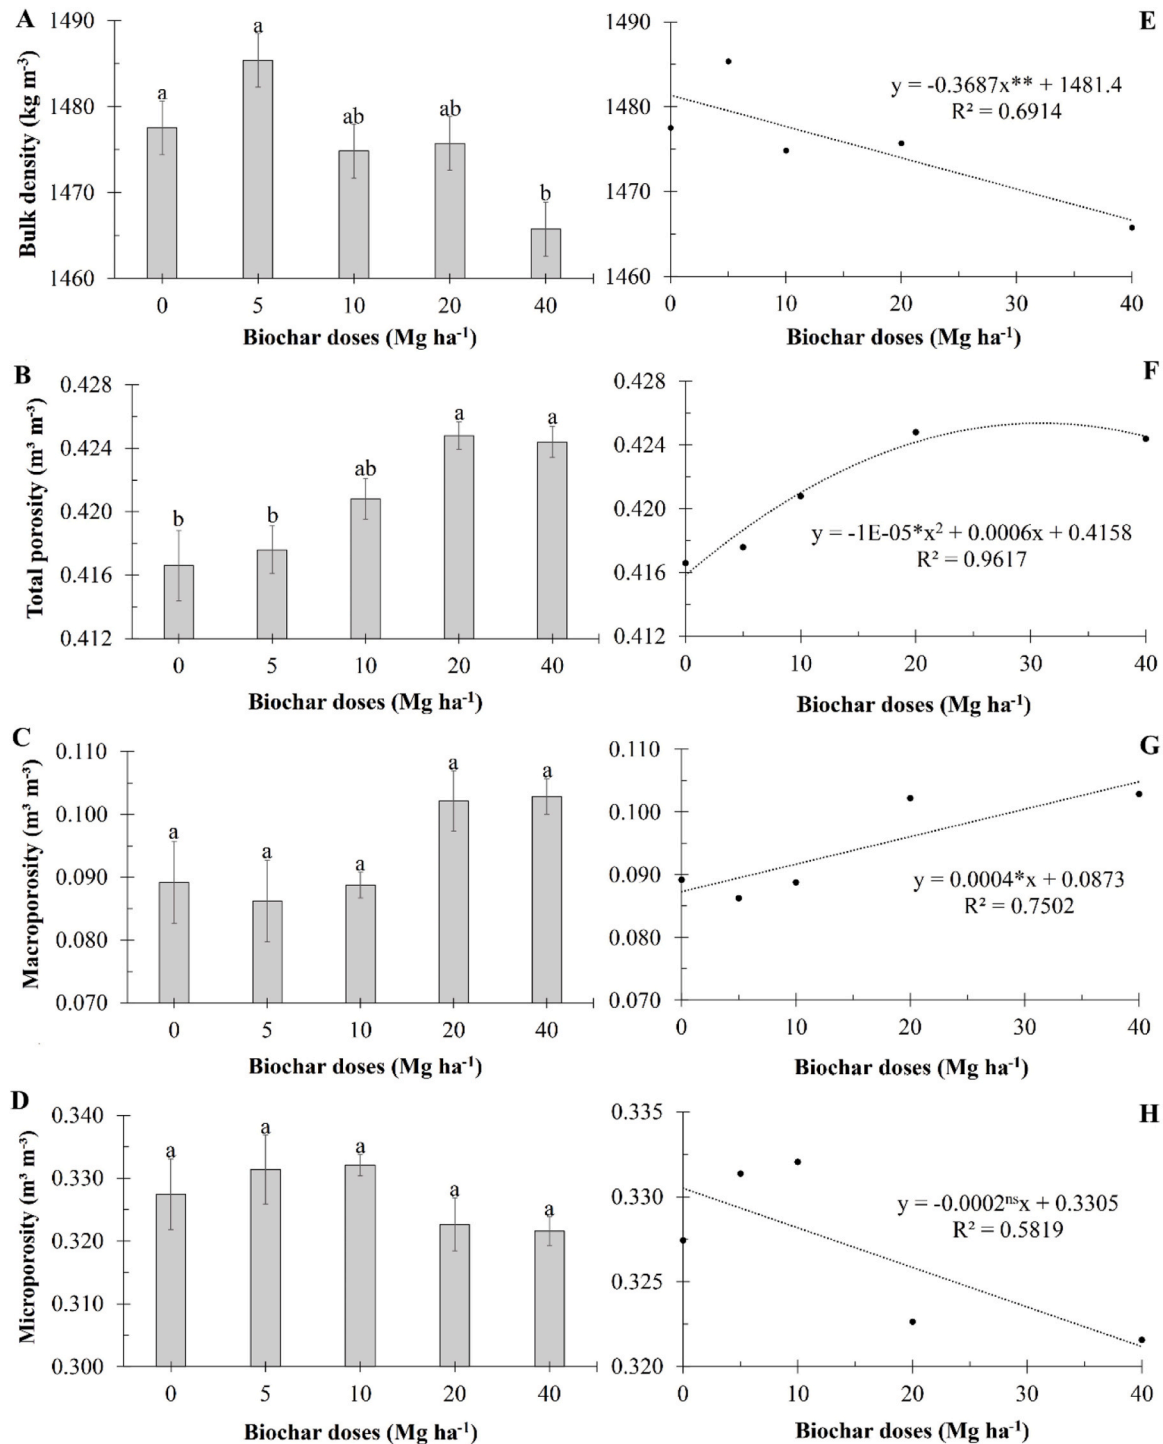 A
Bulk density (kg m⁻³)
1490
1480
1470
1460
a
a
ab
ab
b
0 5 10 20 40
Biochar doses (Mg ha⁻¹)
E
1490
1480
1470
1460
y = -0.3687x** + 1481.4
R² = 0.6914
0 10 20 30 40
Biochar doses (Mg ha⁻¹)
B
Total porosity (m³ m⁻³)
0.428
0.424
0.420
0.416
0.412
b
b
ab
a
a
0 5 10 20 40
Biochar doses (Mg ha⁻¹)
F
0.428
0.424
0.420
0.416
0.412
y = -1E-05*x² + 0.0006x + 0.4158
R² = 0.9617
0 10 20 30 40
Biochar doses (Mg ha⁻¹)
C
Macroporosity (m³ m⁻³)
0.110
0.100
0.090
0.080
0.070
a
a
a
a
a
0 5 10 20 40
Biochar doses (Mg ha⁻¹)
G
0.110
0.100
0.090
0.080
0.070
y = 0.0004*x + 0.0873
R² = 0.7502
0 10 20 30 40
Biochar doses (Mg ha⁻¹)
D
Microporosity (m³ m⁻³)
0.340
0.330
0.320
0.310
0.300
a
a
a
a
a
0 5 10 20 40
Biochar doses (Mg ha⁻¹)
H
0.335
0.330
0.325
0.320
y = -0.0002ⁿˢx + 0.3305
R² = 0.5819
0 10 20 30 40
Biochar doses (Mg ha⁻¹)